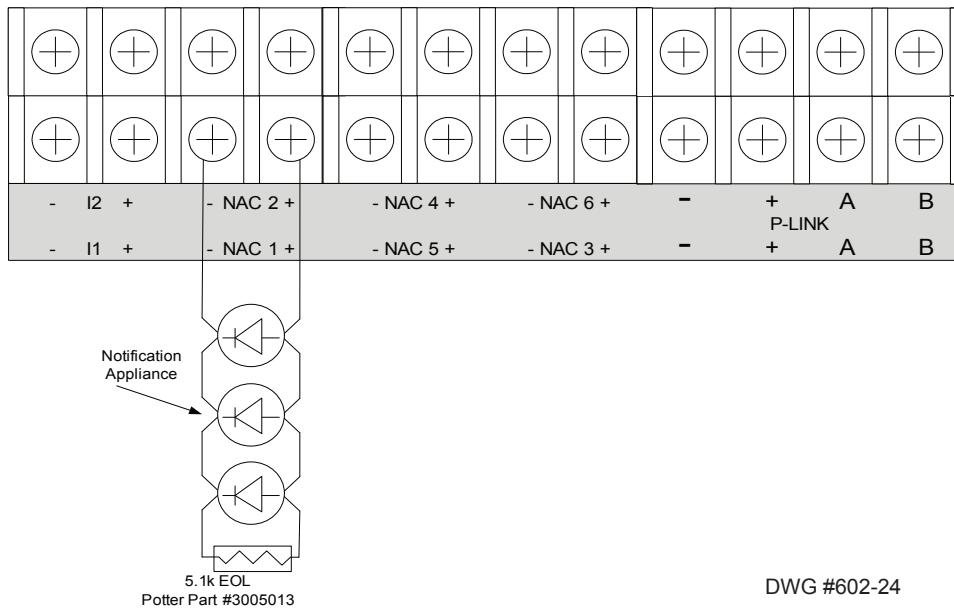 - I2 + - NAC 2 + - NAC 4 + - NAC 6 + - + A B
P-LINK
- I1 + - NAC 1 + - NAC 5 + - NAC 3 + - + A B
Notification
Appliance
5.1k EOL
Potter Part #3005013
DWG #602-24